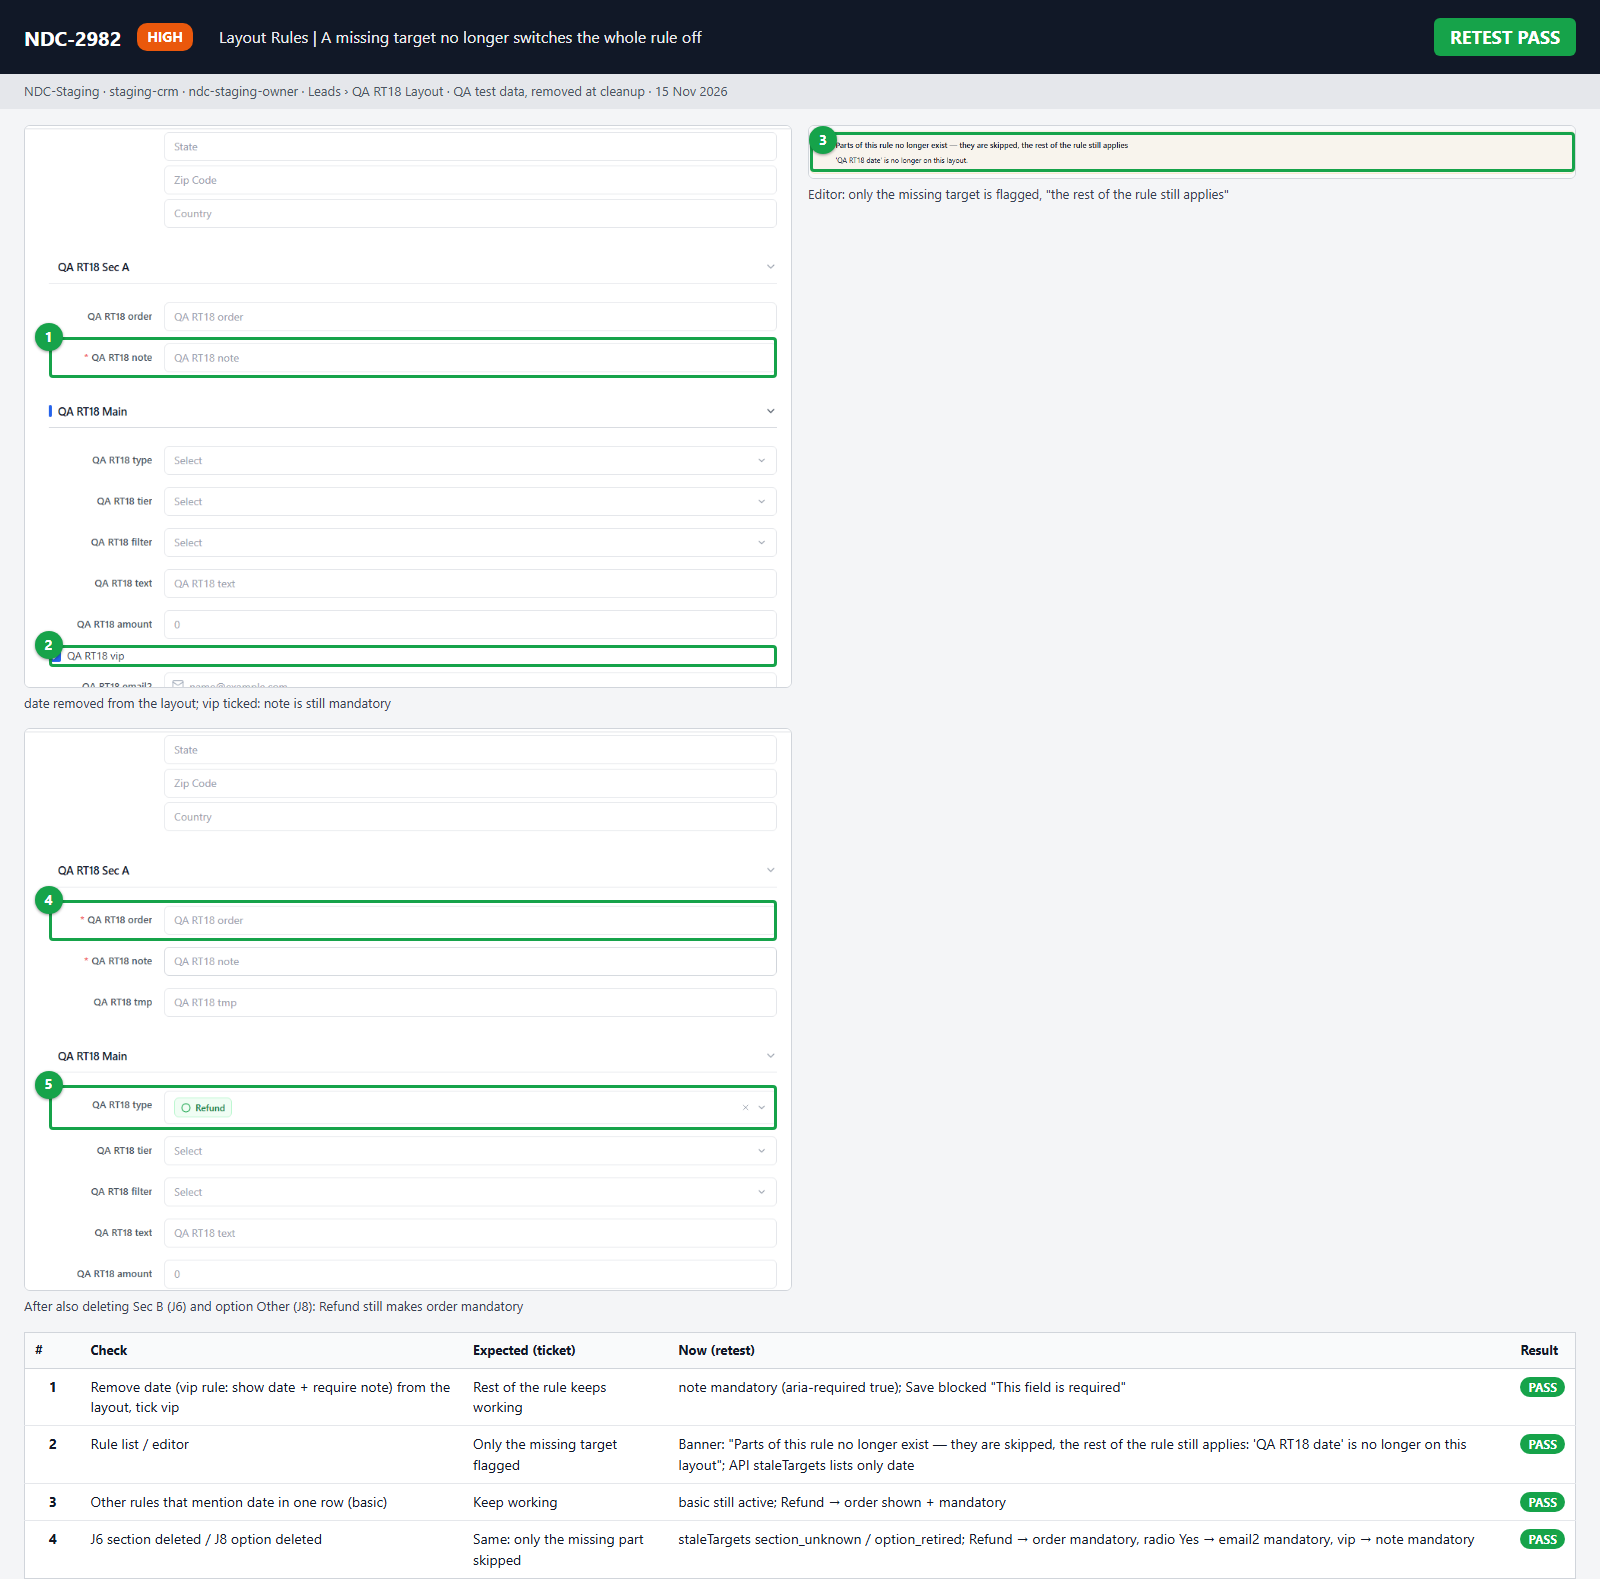 NDC-2982 HIGH Layout Rules | A missing target no longer switches the whole rule off RETEST PASS
NDC-Staging · staging-crm · ndc-staging-owner · Leads › QA RT18 Layout · QA test data, removed at cleanup · 15 Nov 2026
State
Zip Code
Country
QA RT18 Sec A
QA RT18 order QA RT18 order
1
* QA RT18 note QA RT18 note
QA RT18 Main
QA RT18 type Select
QA RT18 tier Select
QA RT18 filter Select
QA RT18 text QA RT18 text
QA RT18 amount 0
2
QA RT18 vip
QA RT18 email2 name@example.com
date removed from the layout; vip ticked: note is still mandatory
3
Parts of this rule no longer exist — they are skipped, the rest of the rule still applies
'QA RT18 date' is no longer on this layout.
Editor: only the missing target is flagged, "the rest of the rule still applies"
State
Zip Code
Country
QA RT18 Sec A
4
* QA RT18 order QA RT18 order
* QA RT18 note QA RT18 note
QA RT18 tmp QA RT18 tmp
QA RT18 Main
5
QA RT18 type Refund
QA RT18 tier Select
QA RT18 filter Select
QA RT18 text QA RT18 text
QA RT18 amount 0
After also deleting Sec B (J6) and option Other (J8): Refund still makes order mandatory
# Check Expected (ticket) Now (retest) Result
1 Remove date (vip rule: show date + require note) from the layout, tick vip Rest of the rule keeps working note mandatory (aria-required true); Save blocked "This field is required" PASS
2 Rule list / editor Only the missing target flagged Banner: "Parts of this rule no longer exist — they are skipped, the rest of the rule still applies: 'QA RT18 date' is no longer on this layout"; API staleTargets lists only date PASS
3 Other rules that mention date in one row (basic) Keep working basic still active; Refund → order shown + mandatory PASS
4 J6 section deleted / J8 option deleted Same: only the missing part skipped staleTargets section_unknown / option_retired; Refund → order mandatory, radio Yes → email2 mandatory, vip → note mandatory PASS